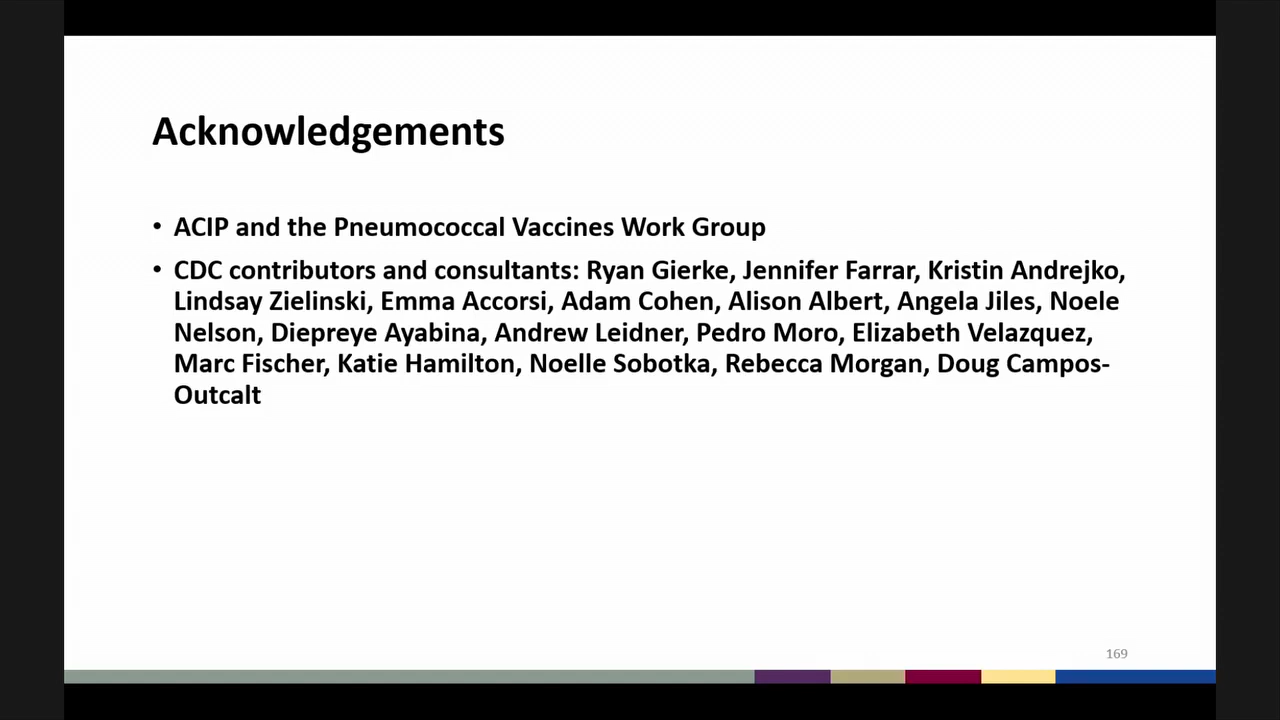 Acknowledgements
• ACIP and the Pneumococcal Vaccines Work Group
• CDC contributors and consultants: Ryan Gierke, Jennifer Farrar, Kristin Andrejko,
Lindsay Zielinski, Emma Accorsi, Adam Cohen, Alison Albert, Angela Jiles, Noele
Nelson, Diepreye Ayabina, Andrew Leidner, Pedro Moro, Elizabeth Velazquez,
Marc Fischer, Katie Hamilton, Noelle Sobotka, Rebecca Morgan, Doug Campos-
Outcalt
169